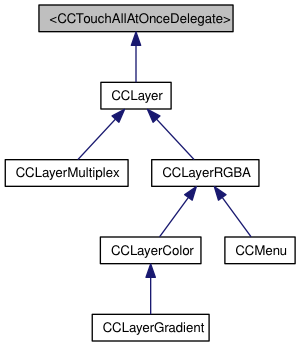 <CCTouchAllAtOnceDelegate>
CCLayer
CCLayerMultiplex
CCLayerRGBA
CCLayerColor
CCMenu
CCLayerGradient